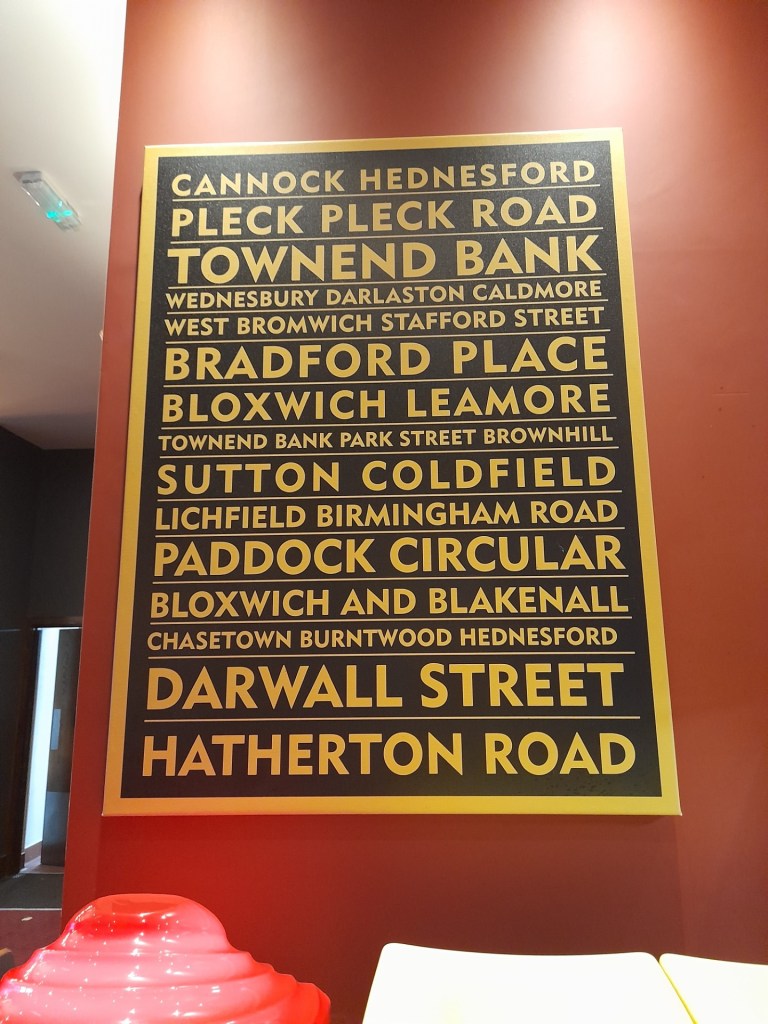 CANNOCK HEDNESFORD
PLECK PLECK ROAD
TOWNEND BANK
WEDNESBURY DARLASTON CALDMORE
WEST BROMWICH STAFFORD STREET
BRADFORD PLACE
BLOXWICH LEAMORE
TOWNEND BANK PARK STREET BROWNHILL
SUTTON COLDFIELD
LICHFIELD BIRMINGHAM ROAD
PADDOCK CIRCULAR
BLOXWICH AND BLAKENALL
CHASETOWN BURNTWOOD HEDNESFORD
DARWALL STREET
HATHERTON ROAD